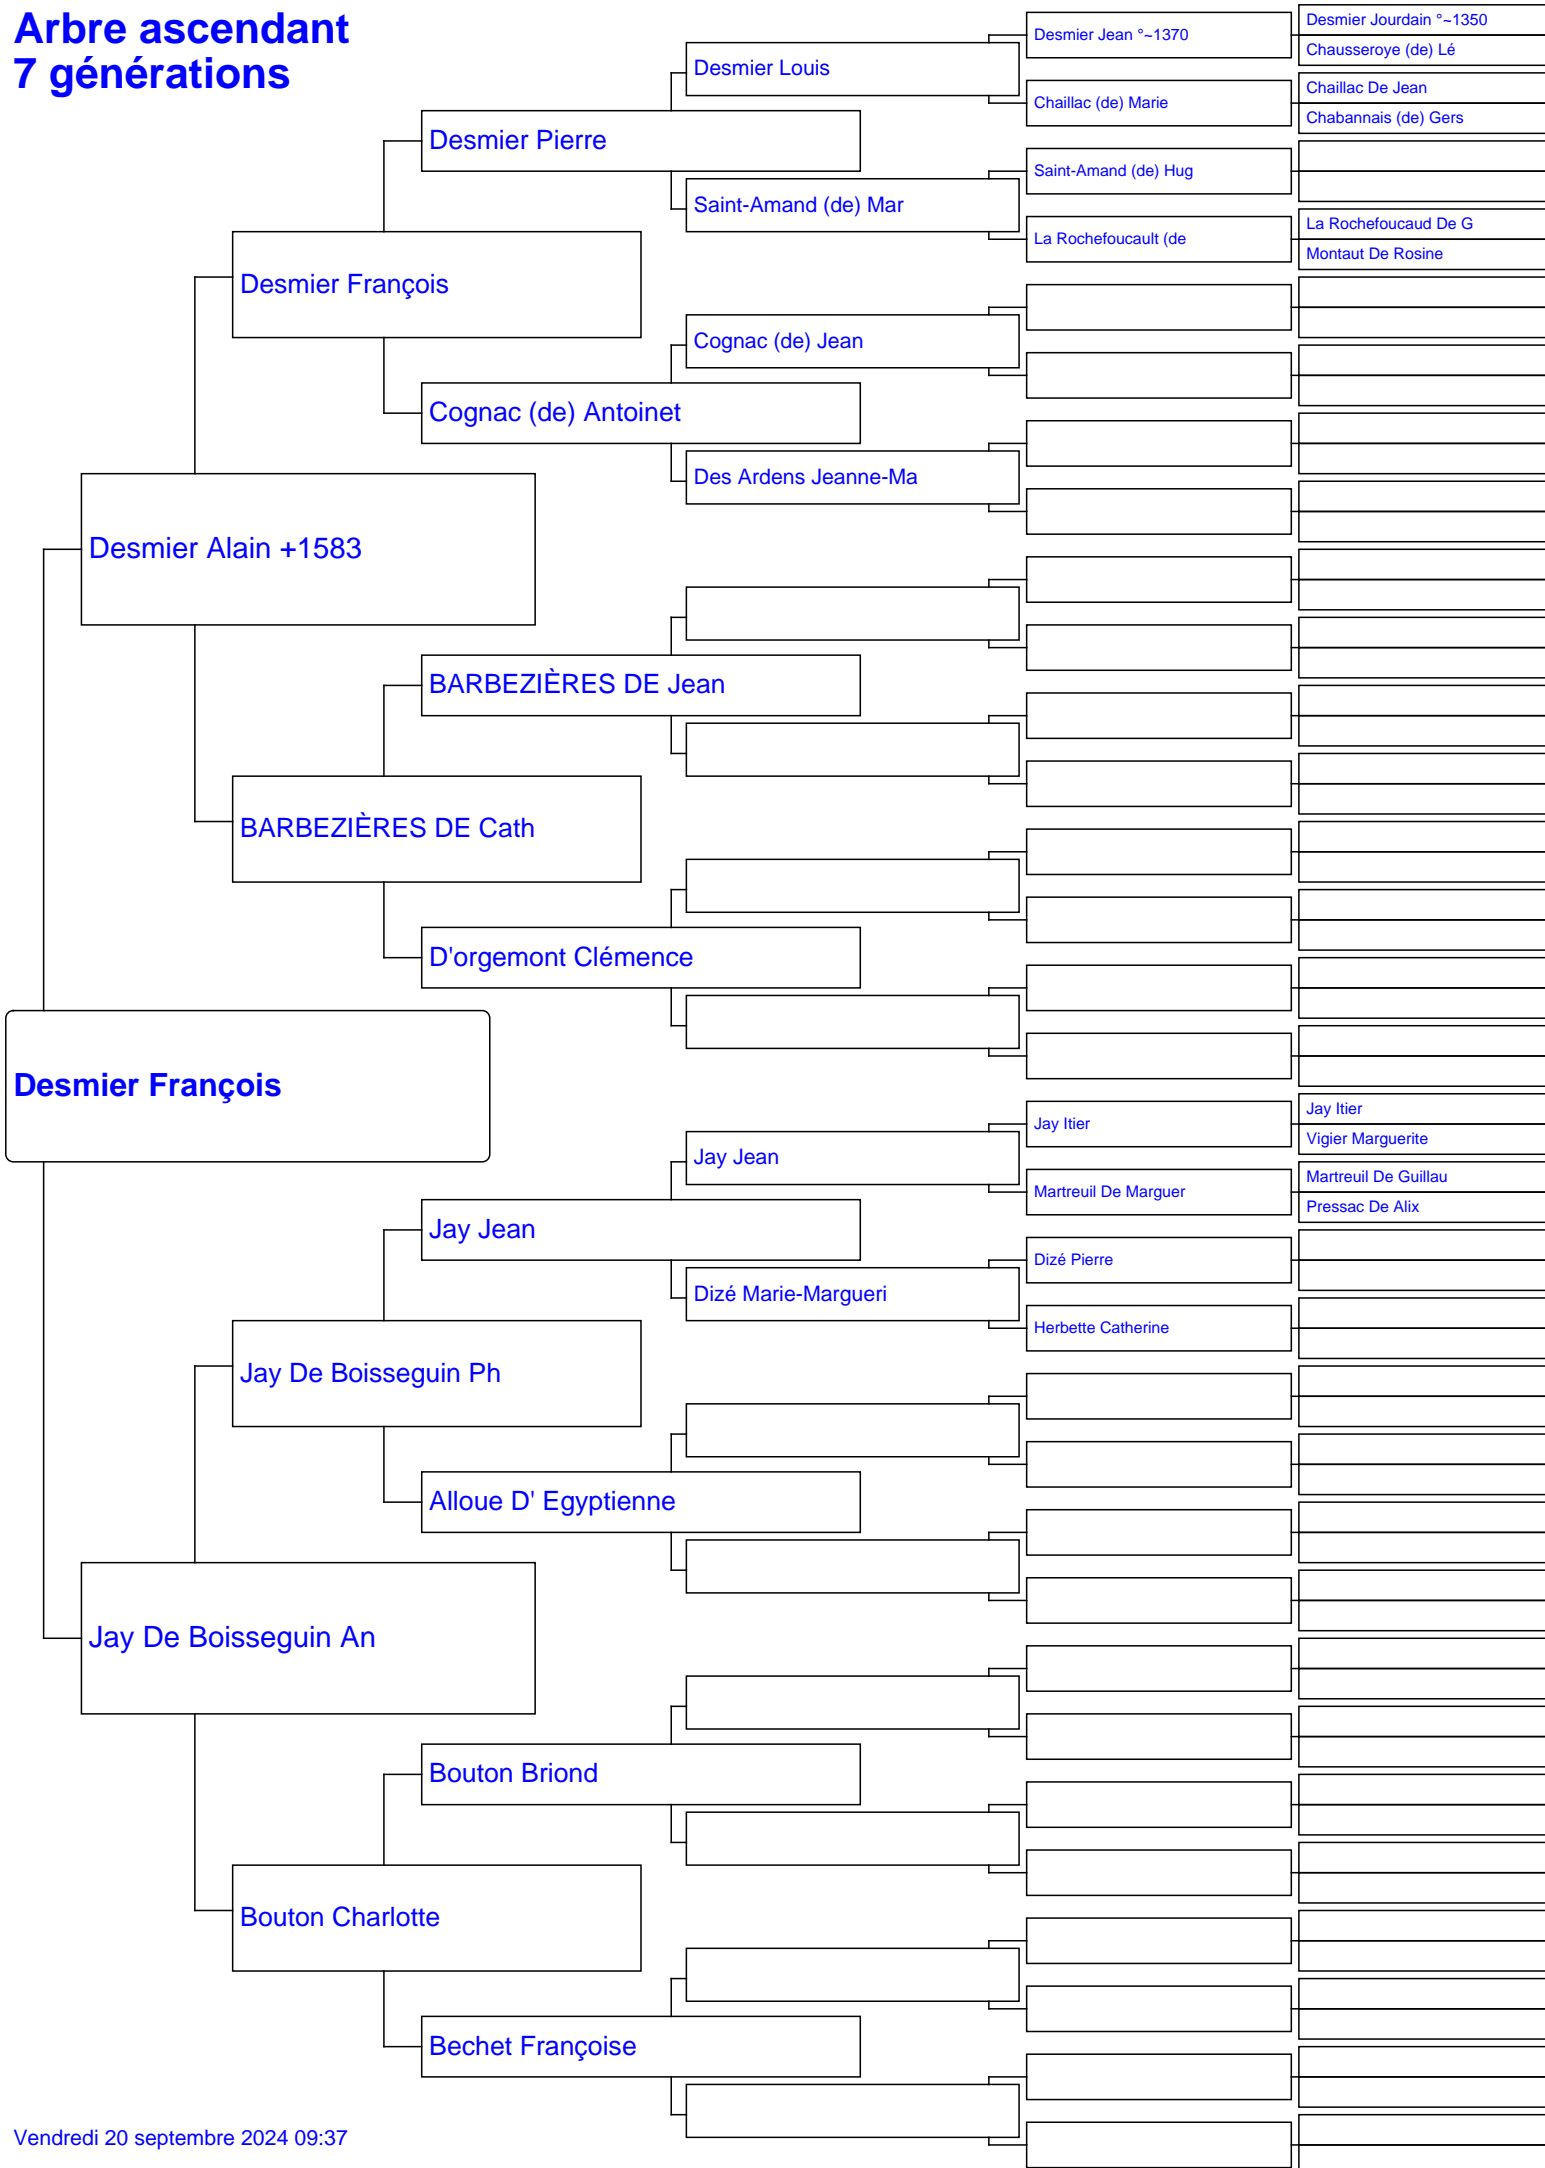 Arbre ascendant
7 générations
Desmier Jean °~1370
Desmier Jourdain °~1350
Chausseroye (de) Lé
Desmier Louis
Chaillac (de) Marie
Chaillac De Jean
Chabannais (de) Gers
Desmier Pierre
Saint-Amand (de) Hug
Saint-Amand (de) Mar
La Rochefoucault (de
La Rochefoucaud De G
Montaut De Rosine
Desmier François
Cognac (de) Jean
Cognac (de) Antoinet
Des Ardens Jeanne-Ma
Desmier Alain +1583
BARBEZIÈRES DE Jean
BARBEZIÈRES DE Cath
D'orgemont Clémence
Desmier François
Jay Itier
Jay Itier
Vigier Marguerite
Jay Jean
Martreuil De Marguer
Martreuil De Guillau
Pressac De Alix
Jay Jean
Dizé Pierre
Dizé Marie-Margueri
Herbette Catherine
Jay De Boisseguin Ph
Alloue D' Egyptienne
Jay De Boisseguin An
Bouton Briond
Bouton Charlotte
Bechet Françoise
Vendredi 20 septembre 2024 09:37